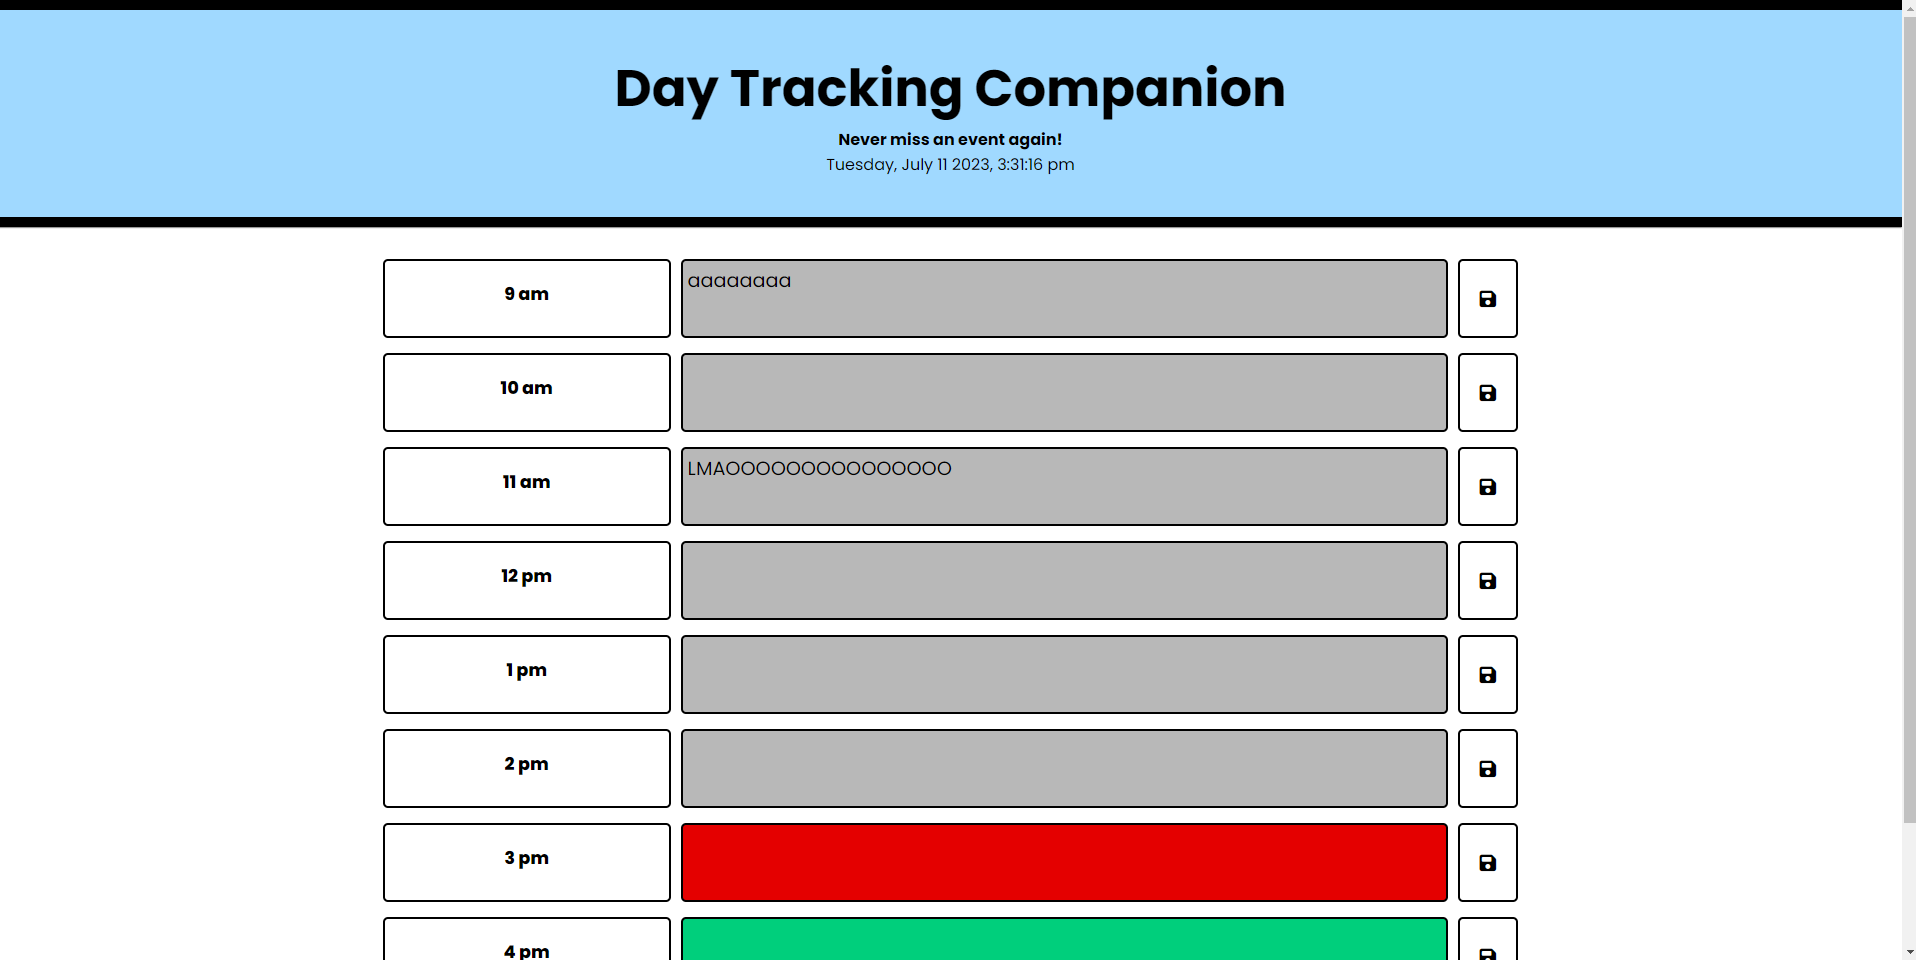 Day Tracking Companion
Never miss an event again!
Tuesday, July 11 2023, 3:31:16 pm
9 am
aaaaaaaa
10 am
11 am
LMAOOOOOOOOOOOOOOO
12 pm
1 pm
2 pm
3 pm
4 pm